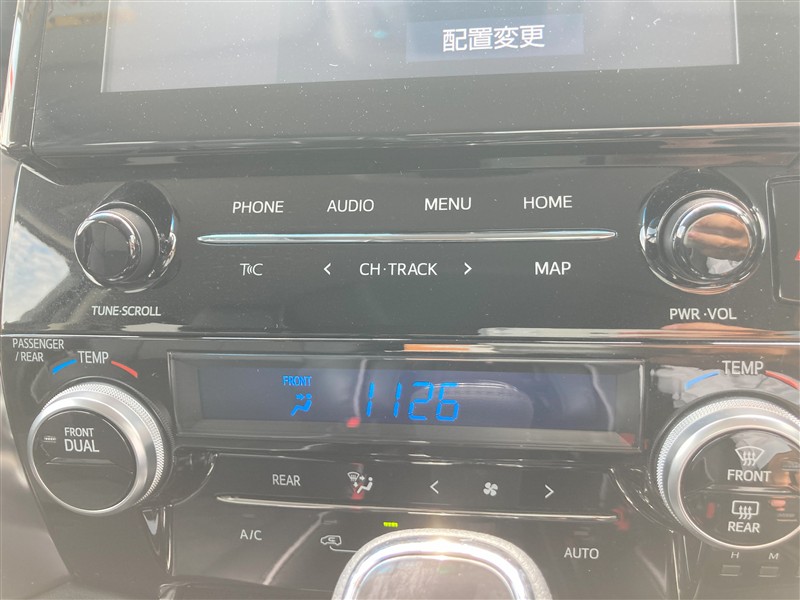 配置変更
PHONE AUDIO MENU HOME
T C < CH·TRACK > MAP
TUNE·SCROLL
PWR·VOL
PASSENGER
/ REAR
TEMP
FRONT
1126
TEMP
FRONT
DUAL
FRONT
REAR
REAR < >
A/C
AUTO
H M